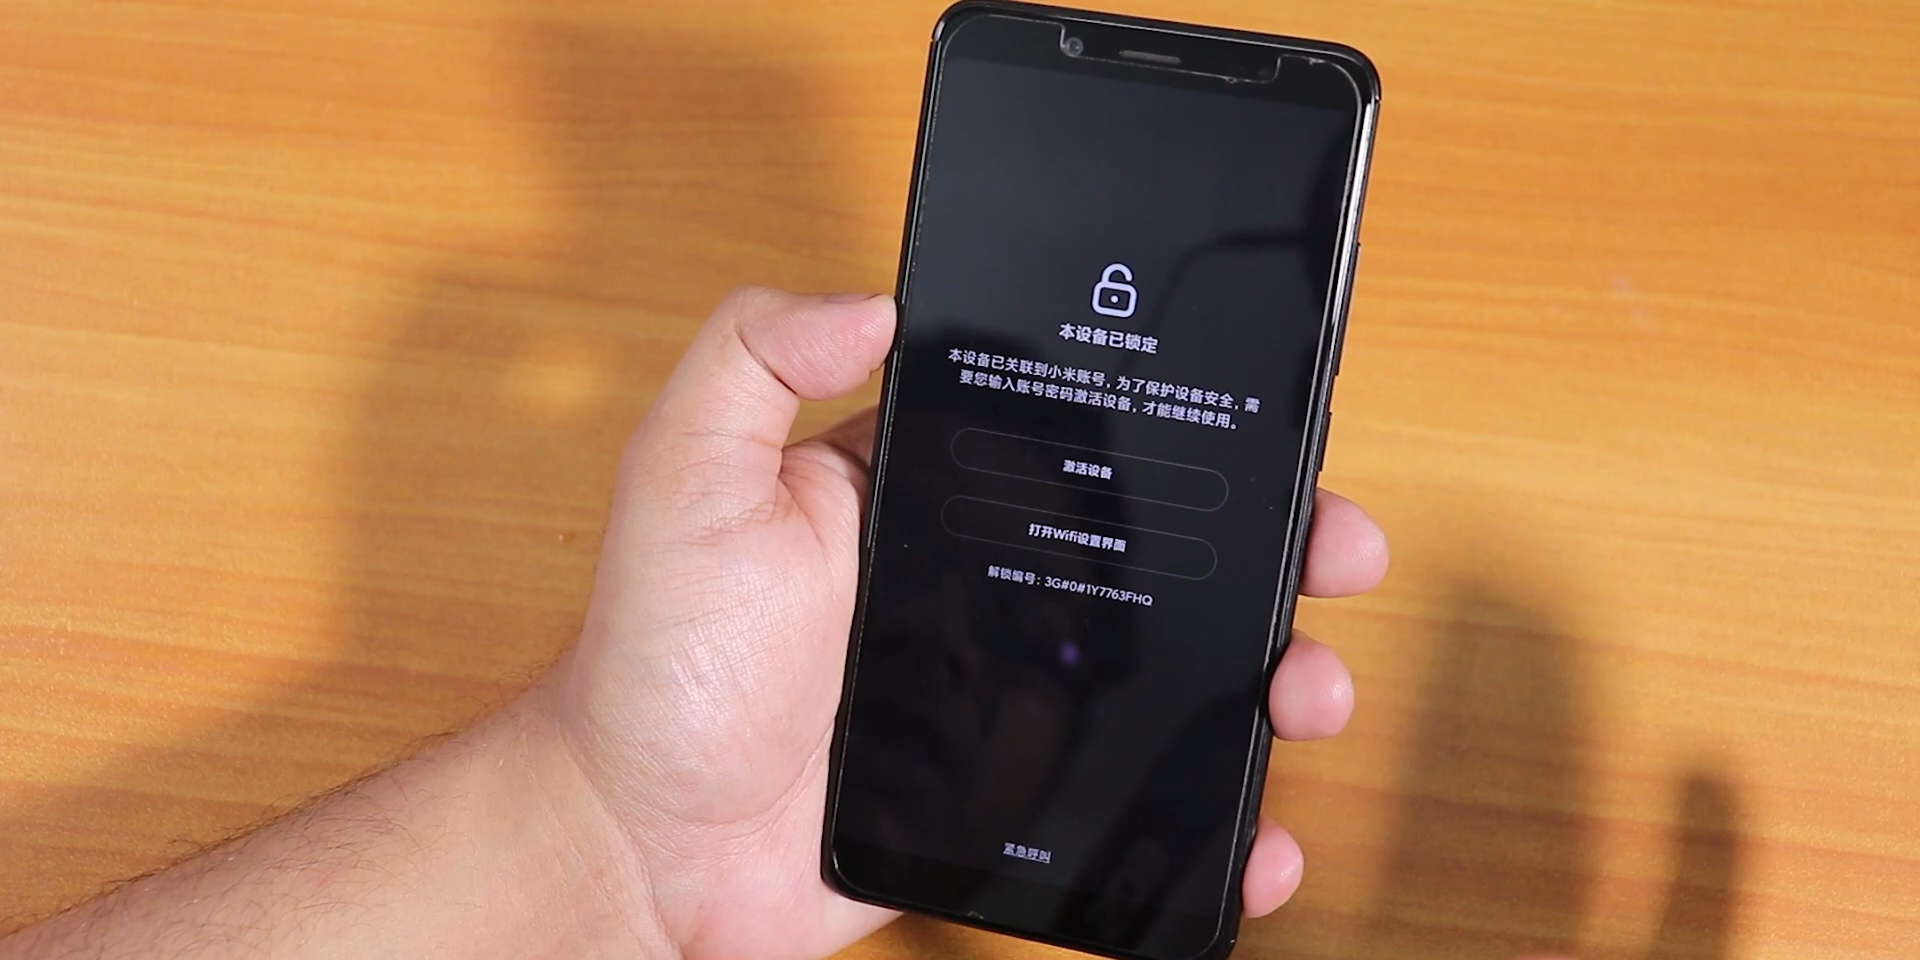 本设备已锁定
本设备已关联到小米账号，为了保护设备安全，需
要您输入账号密码激活设备，才能继续使用。
激活设备
打开Wifi设置界面
解锁编号：3G#0#1Y7763FHQ
紧急呼叫